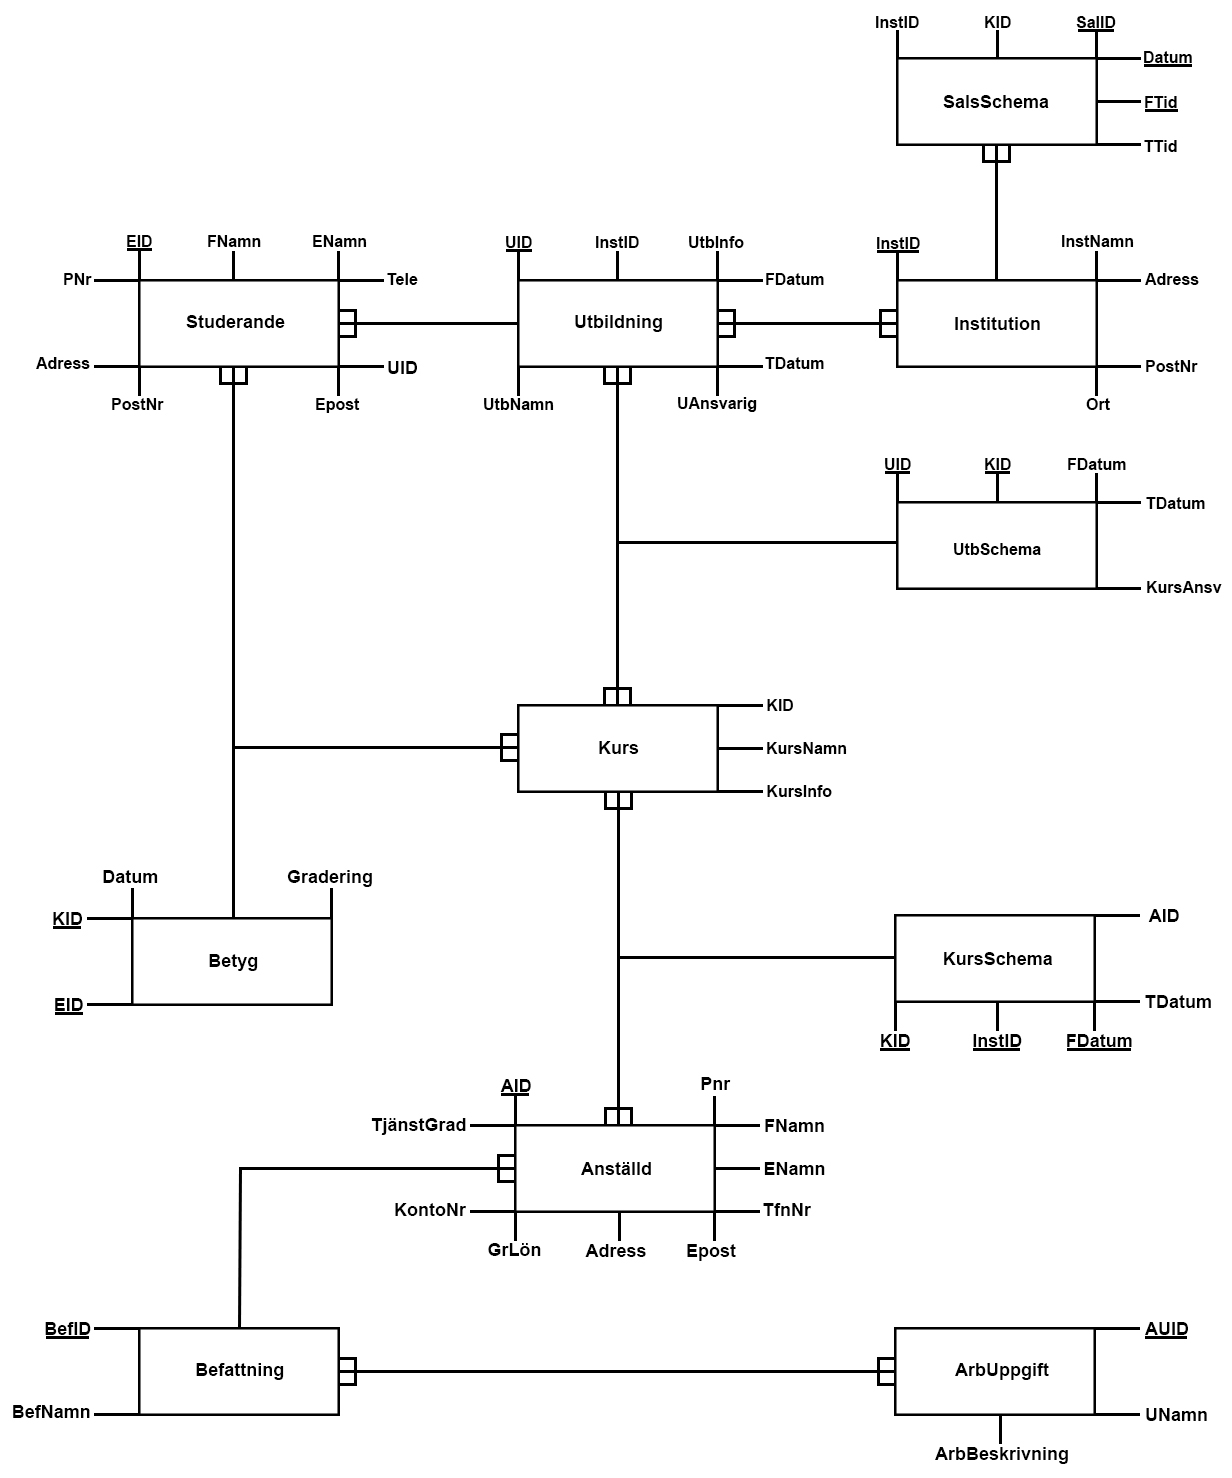 InstID KID SalID
Datum
SalsSchema
FTid
TTid
EID FNamn ENamn
UID InstID UtbInfo
InstID InstNamn
PNr Tele
FDatum
Adress
Studerande
Utbildning
Institution
Adress UID
TDatum
PostNr
PostNr Epost
UtbNamn UAnsvarig
Ort
UID KID FDatum
TDatum
UtbSchema
KursAnsv
KID
Kurs
KursNamn
KursInfo
Datum Gradering
KID
Betyg
EID
AID
KursSchema
TDatum
KID InstID FDatum
AID Pnr
TjänstGrad FNamn
Anställd
ENamn
KontoNr TfnNr
GrLön Adress Epost
BefID
Befattning
BefNamn
AUID
ArbUppgift
UNamn
ArbBeskrivning